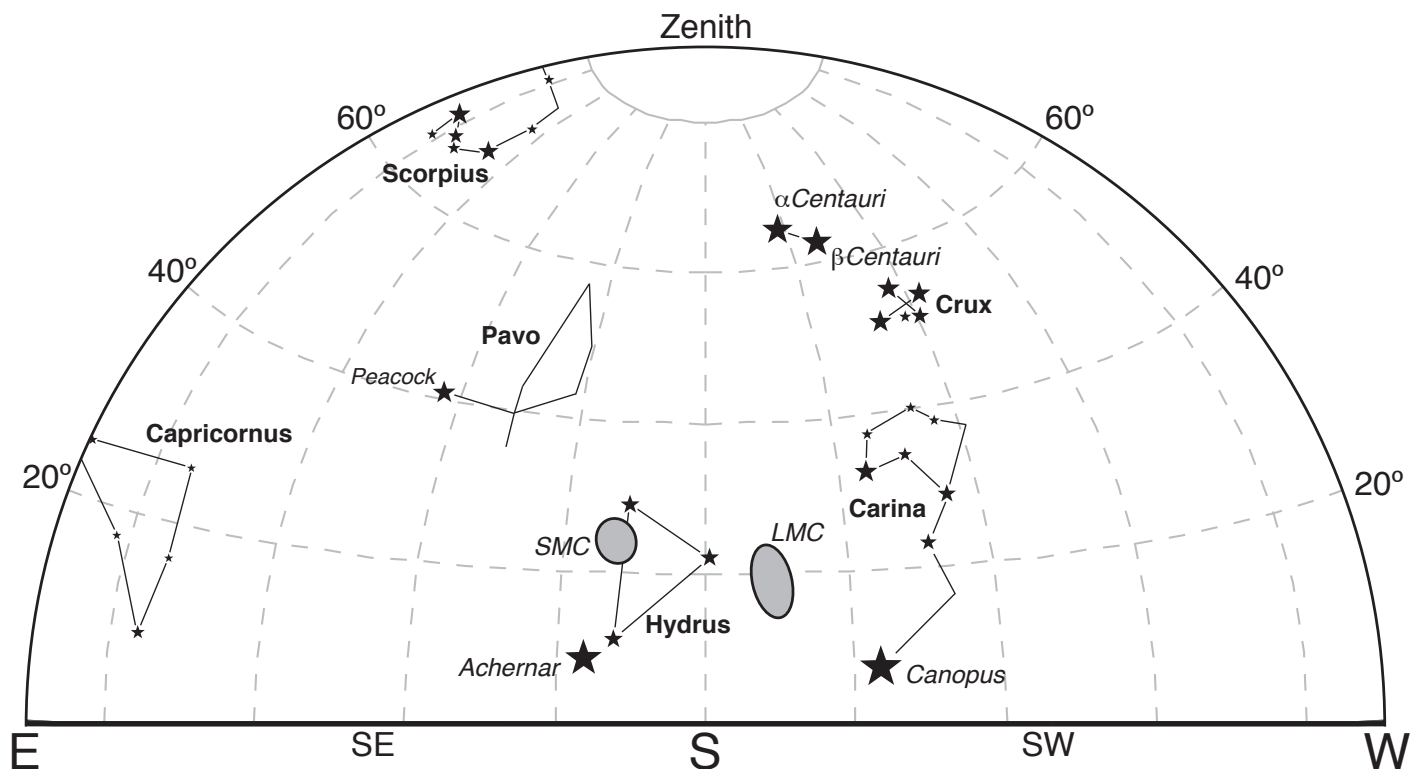 Zenith
60º
60º
Scorpius
αCentauri
βCentauri
40º
40º
Crux
Pavo
Peacock
Capricornus
20º
20º
Carina
SMC
LMC
Hydrus
Achernar
Canopus
E
SE
S
SW
W